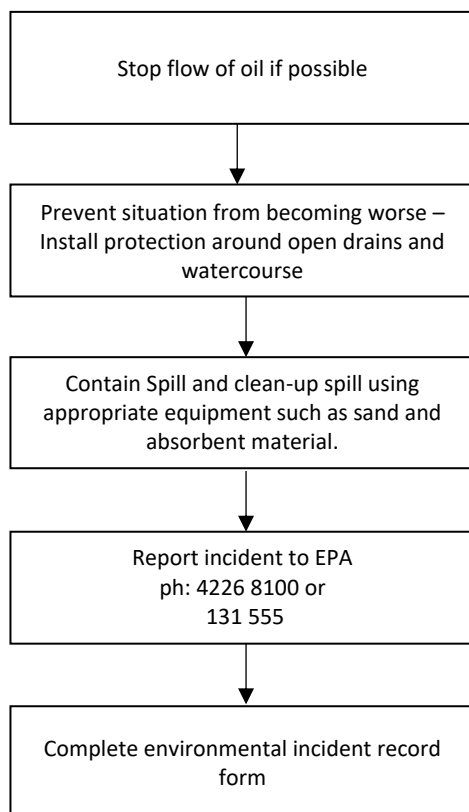 Stop flow of oil if possible
Prevent situation from becoming worse –
Install protection around open drains and
watercourse
Contain Spill and clean-up spill using
appropriate equipment such as sand and
absorbent material.
Report incident to EPA
ph: 4226 8100 or
131 555
Complete environmental incident record
form